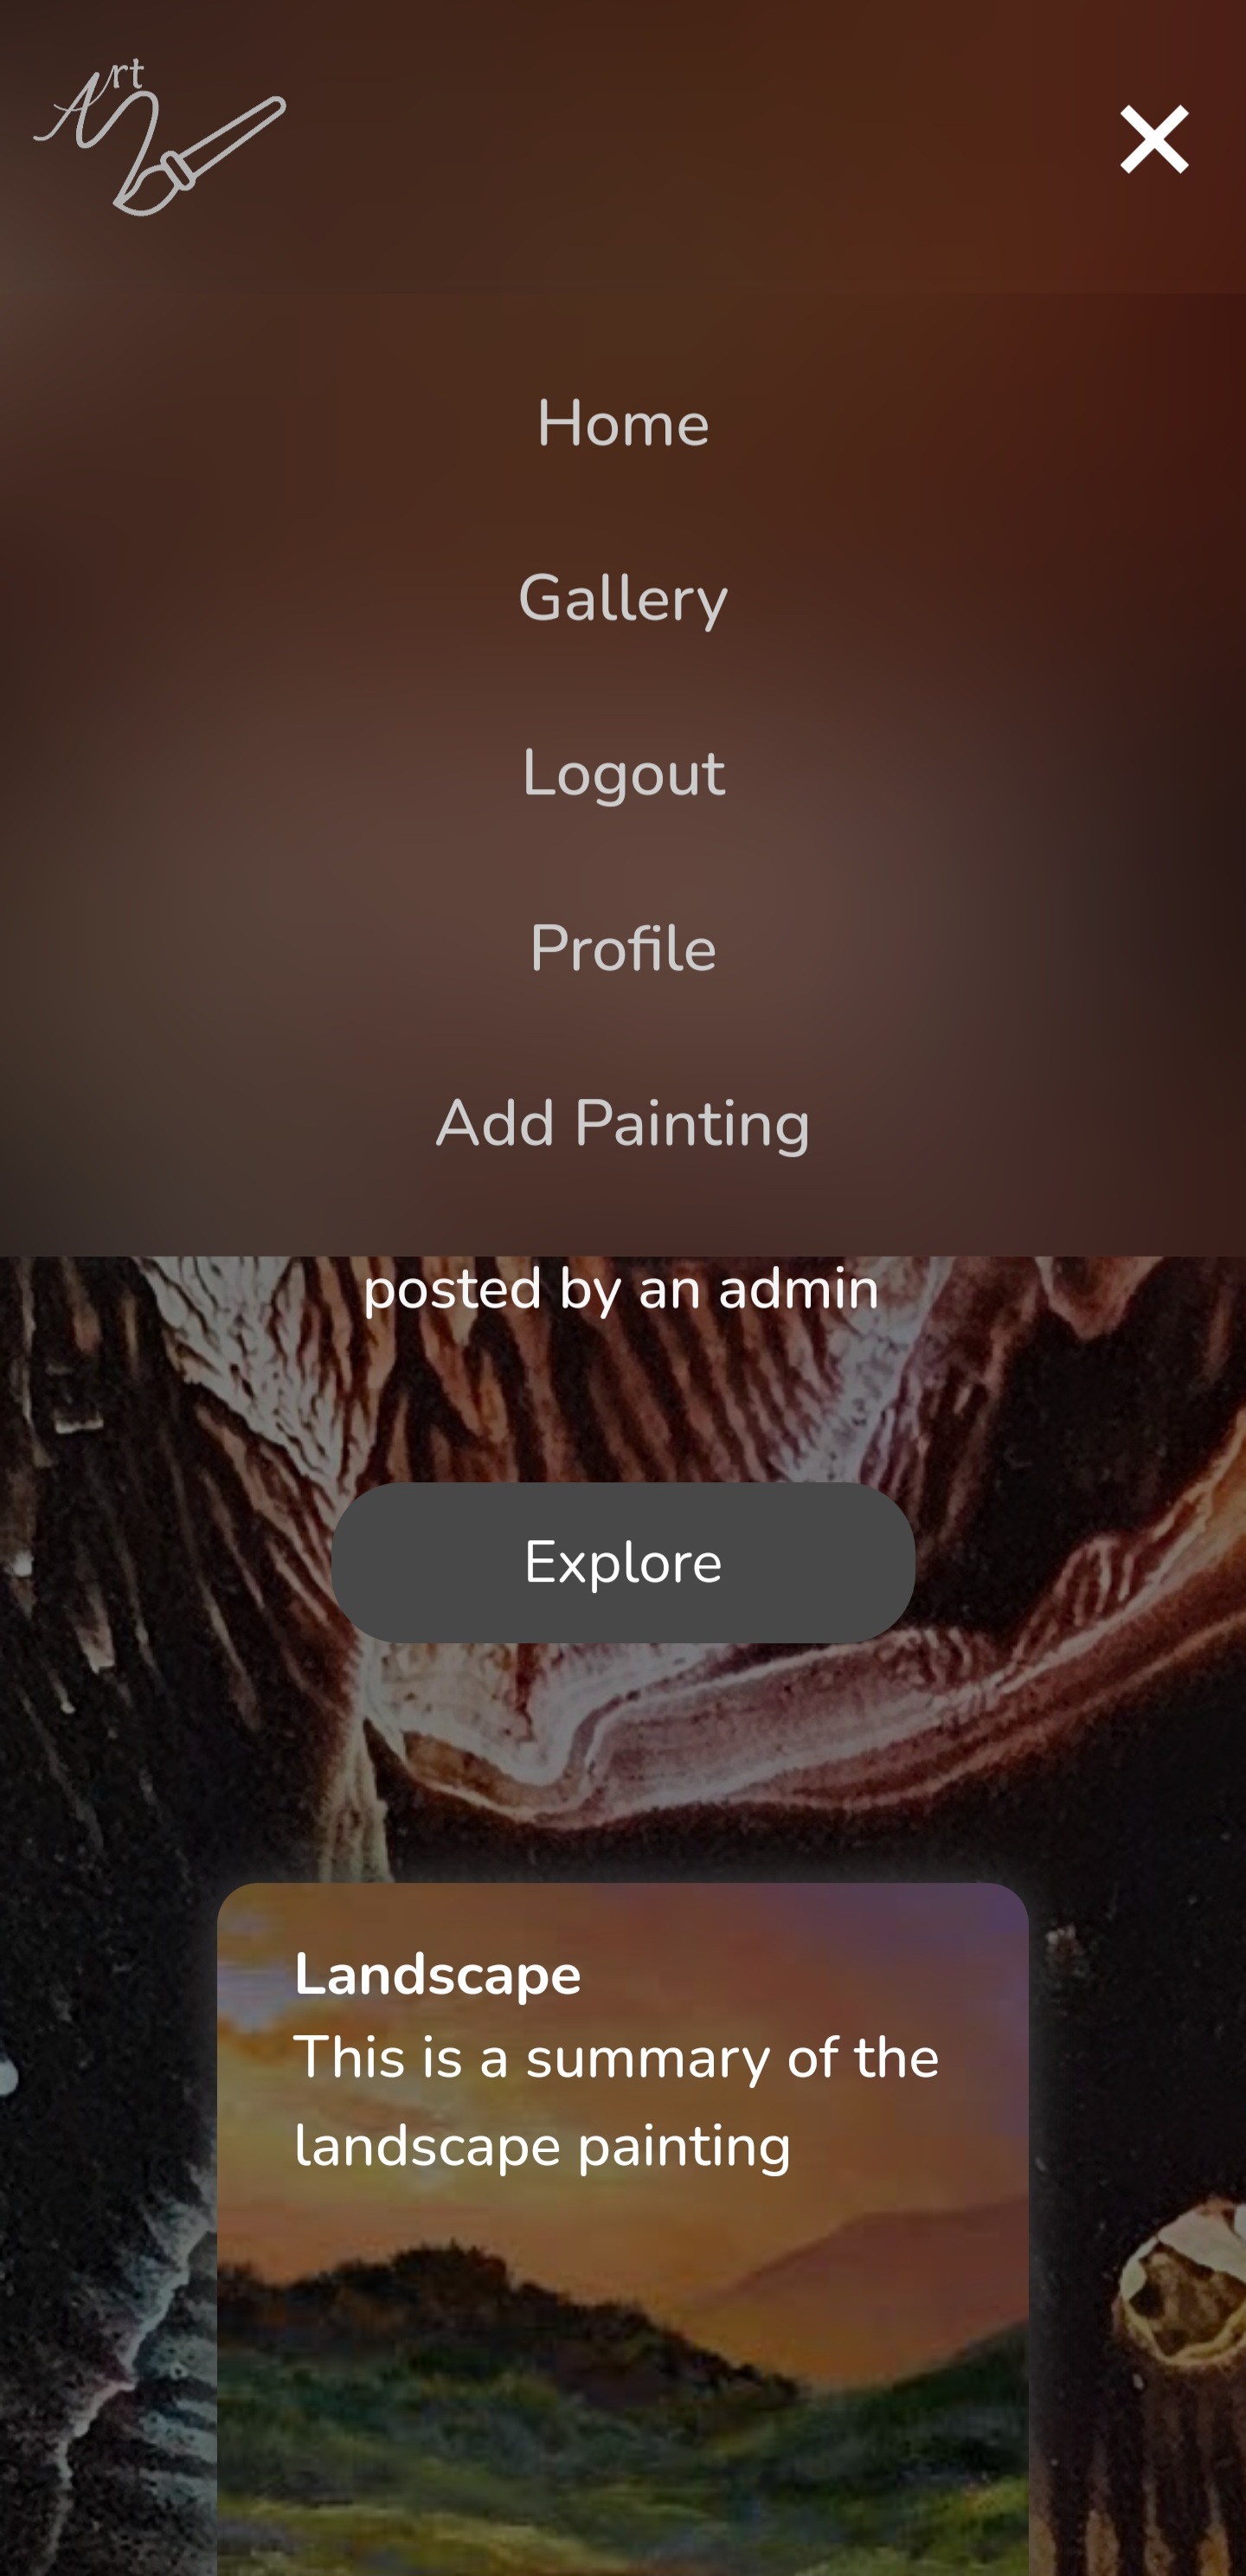 Art
Home
Gallery
Logout
Profile
Add Painting
posted by an admin
Explore
Landscape
This is a summary of the
landscape painting